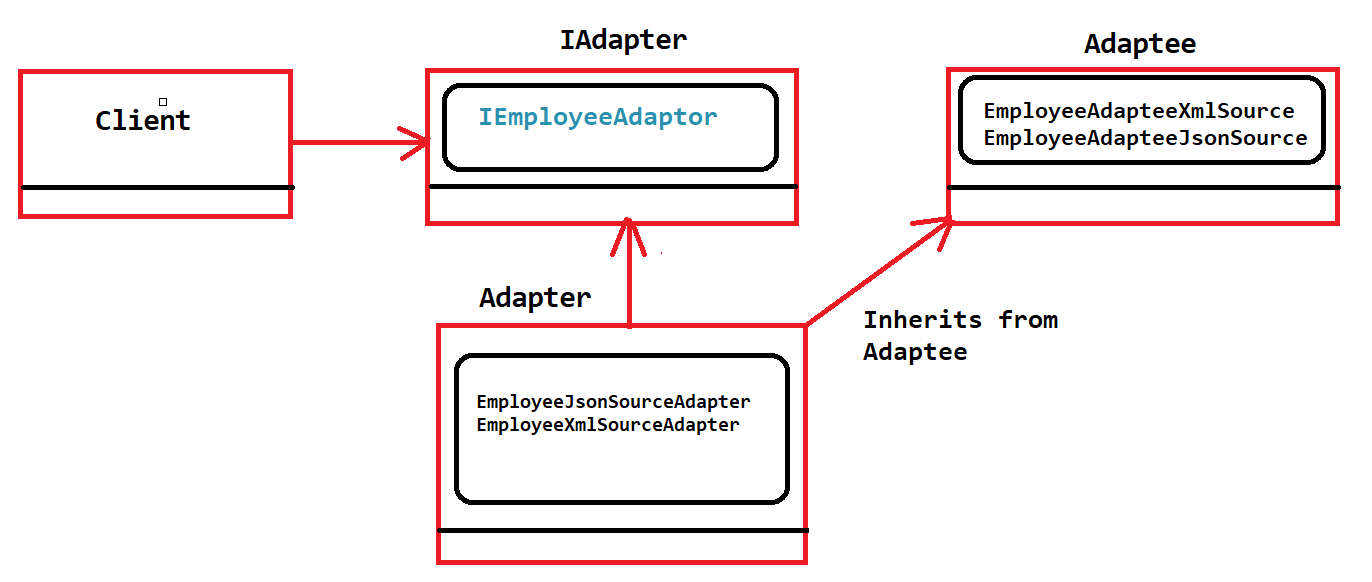 IAdapter
Adaptee
Client
IEmployeeAdaptor
EmployeeAdapteeXmlSource
EmployeeAdapteeJsonSource
Adapter
Inherits from
Adaptee
EmployeeJsonSourceAdapter
EmployeeXmlSourceAdapter